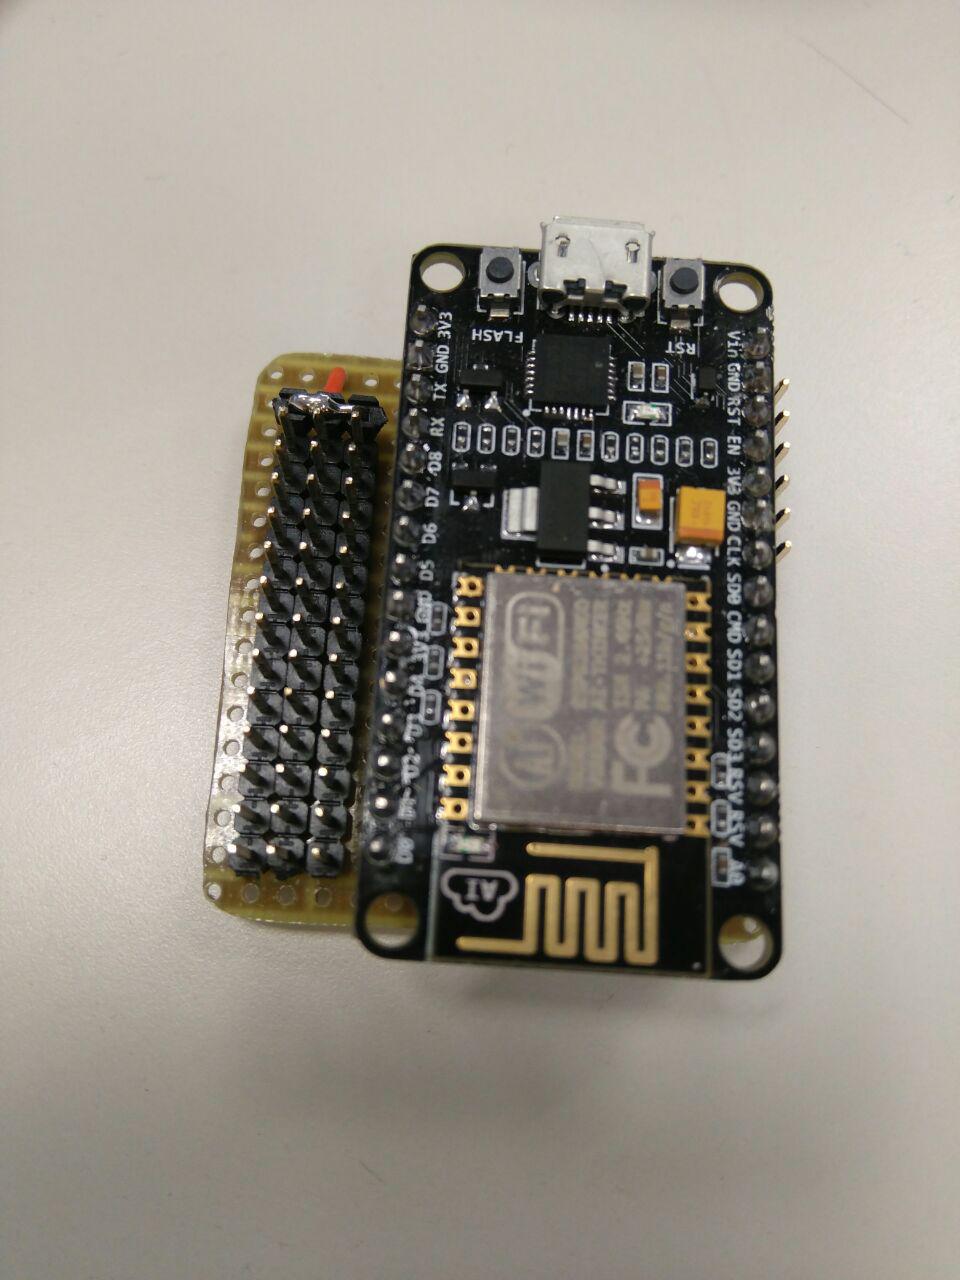 FLASH
RST
3V3
GND
TX
RX
D8
D7
D6
D5
GND
3V3
D4
D3
D2
D1
D0
Vin
GND
RST
EN
3V3
GND
CLK
SD0
CMD
SD1
SD2
SD3
RSV
RSV
A0
Ai
WiFi
FC
AI